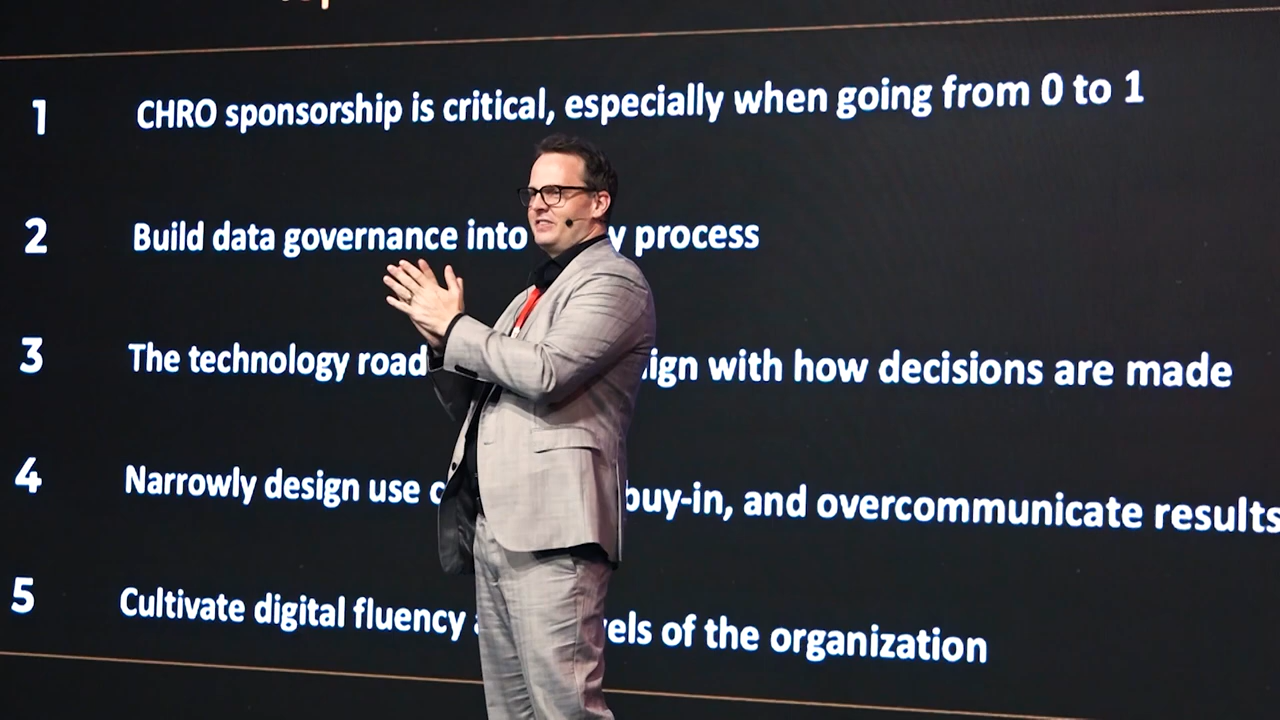 1 CHRO sponsorship is critical, especially when going from 0 to 1
2 Build data governance into process
3 The technology road with how decisions are made
4 Narrowly design use buy-in, and overcommunicate results
5 Cultivate digital fluency of the organization